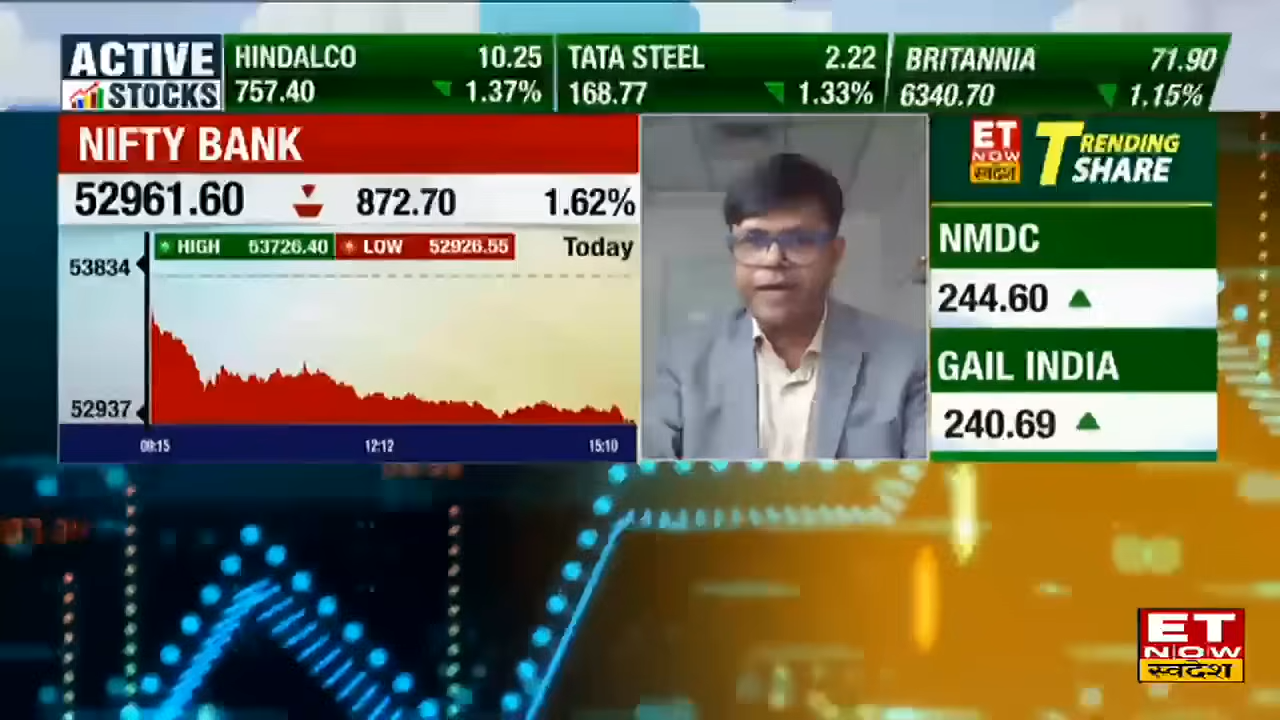 ACTIVE STOCKS
HINDALCO 10.25
757.40 1.37%
TATA STEEL 2.22
168.77 1.33%
BRITANNIA 71.90
6340.70 1.15%
NIFTY BANK
52961.60 872.70 1.62%
HIGH 53726.40 LOW 52926.55 Today
53834
52937
09:15 12:12 15:10
ET NOW स्वदेश
TRENDING SHARE
NMDC
244.60
GAIL INDIA
240.69
ET
NOW
स्वदेश